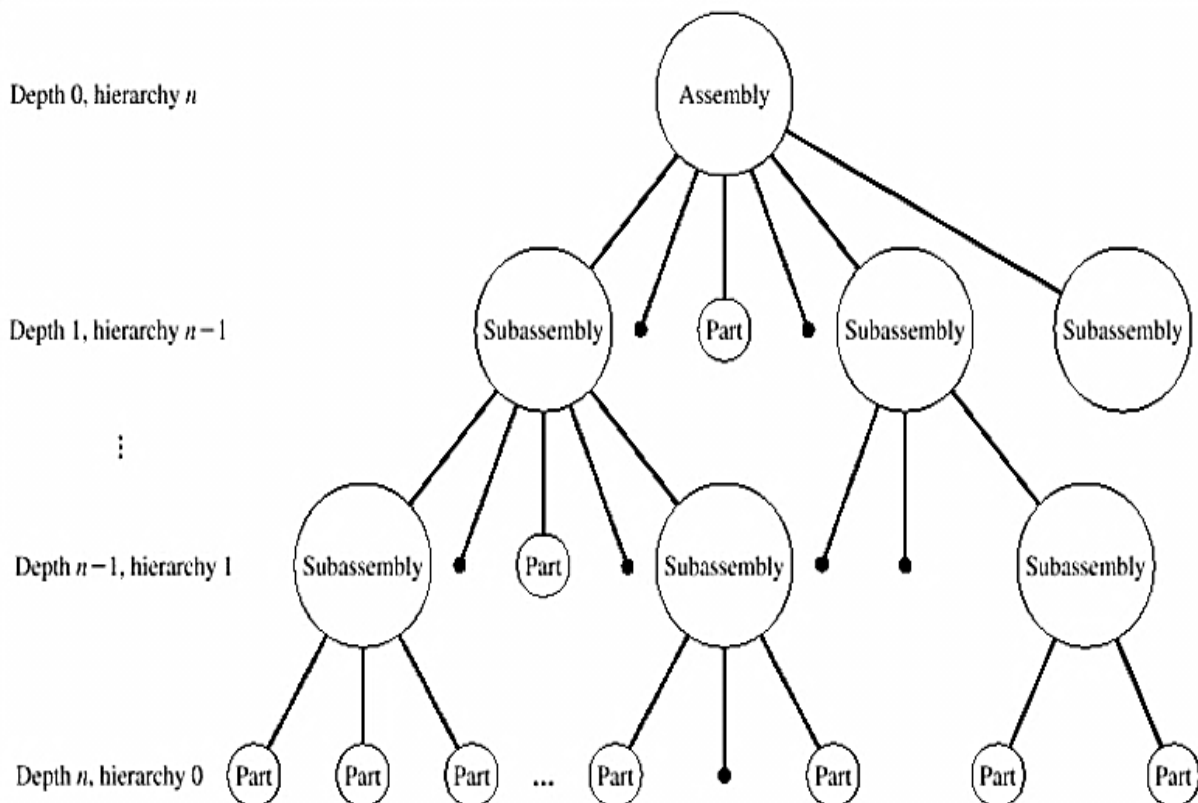 Depth 0, hierarchy n
Assembly
Depth 1, hierarchy n−1
Subassembly
Part
Subassembly
Subassembly
⋮
Depth n−1, hierarchy 1
Subassembly
Part
Subassembly
Subassembly
Depth n, hierarchy 0
Part
Part
Part
...
Part
Part
Part
Part